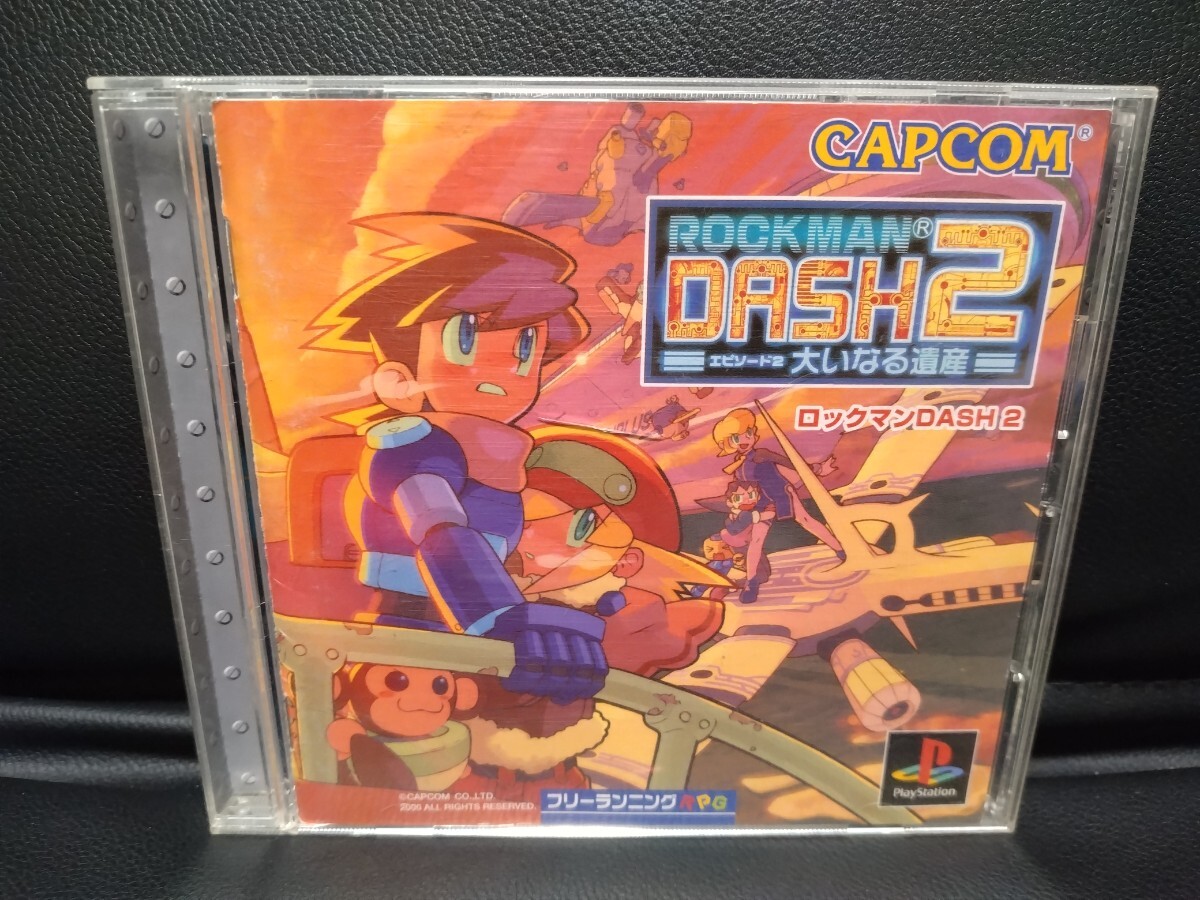 CAPCOM®
ROCKMAN®
DASH2
エピソード2 大いなる遺産
ロックマンDASH 2
©CAPCOM CO.,LTD.
2000 ALL RIGHTS RESERVED.
フリーランニングRPG
PlayStation